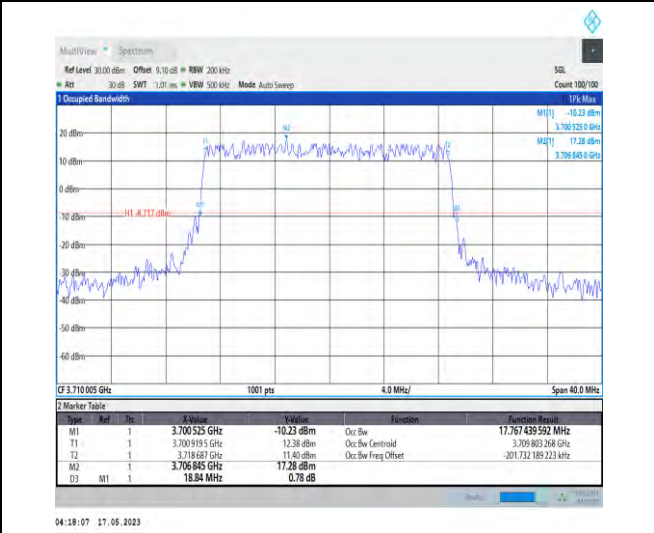 MultiView Spectrum
Ref Level 30.00 dBm Offset 9.10 dB RBW 200 kHz SGL
Att 30 dB SWT 1.01 ms VBW 500 kHz Mode Auto Sweep Count 100/100
1 Occupied Bandwidth 1Pk Max
M1[1] -10.23 dBm
3.700 525 0 GHz
M2[1] 17.28 dBm
3.706 845 0 GHz
20 dBm
M2
T1
T2
10 dBm
0 dBm
M1
D3
-10 dBm
H1 -8.717 dBm
-20 dBm
-30 dBm
-40 dBm
-50 dBm
-60 dBm
CF 3.710 005 GHz 1001 pts 4.0 MHz/ Span 40.0 MHz
2 Marker Table
Type Ref Trc X-Value Y-Value Function Function Result
M1 1 3.700 525 GHz -10.23 dBm Occ Bw 17.767 439 592 MHz
T1 1 3.700 919 5 GHz 12.38 dBm Occ Bw Centroid 3.709 803 268 GHz
T2 1 3.718 687 GHz 11.40 dBm Occ Bw Freq Offset -201.732 189 223 kHz
M2 1 3.706 845 GHz 17.28 dBm
D3 M1 1 18.84 MHz 0.78 dB
04:18:07 17.05.2023